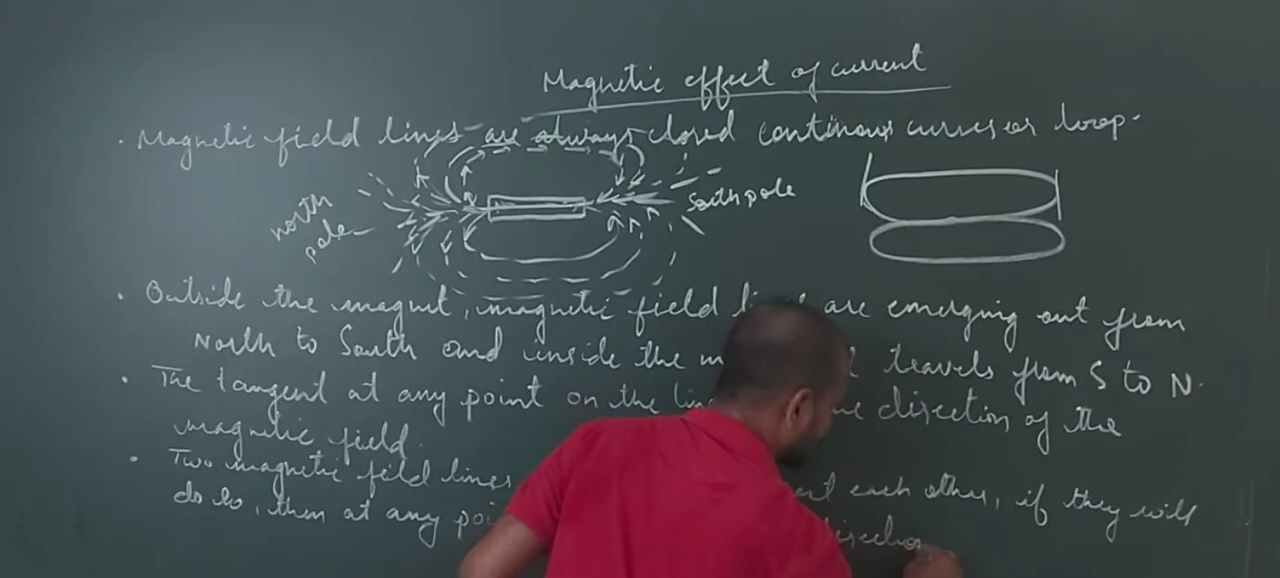 Magnetic effect of current
. Magnetic field lines are always closed continous curves or loop.
north
pole
South pole
. Outside the magnet, magnetic field are emerging out from
North to South and inside the travels from S to N.
. The tangent at any point on the direction of the
magnetic field.
. Two magnetic field lines each other, if they will
do so, then at any